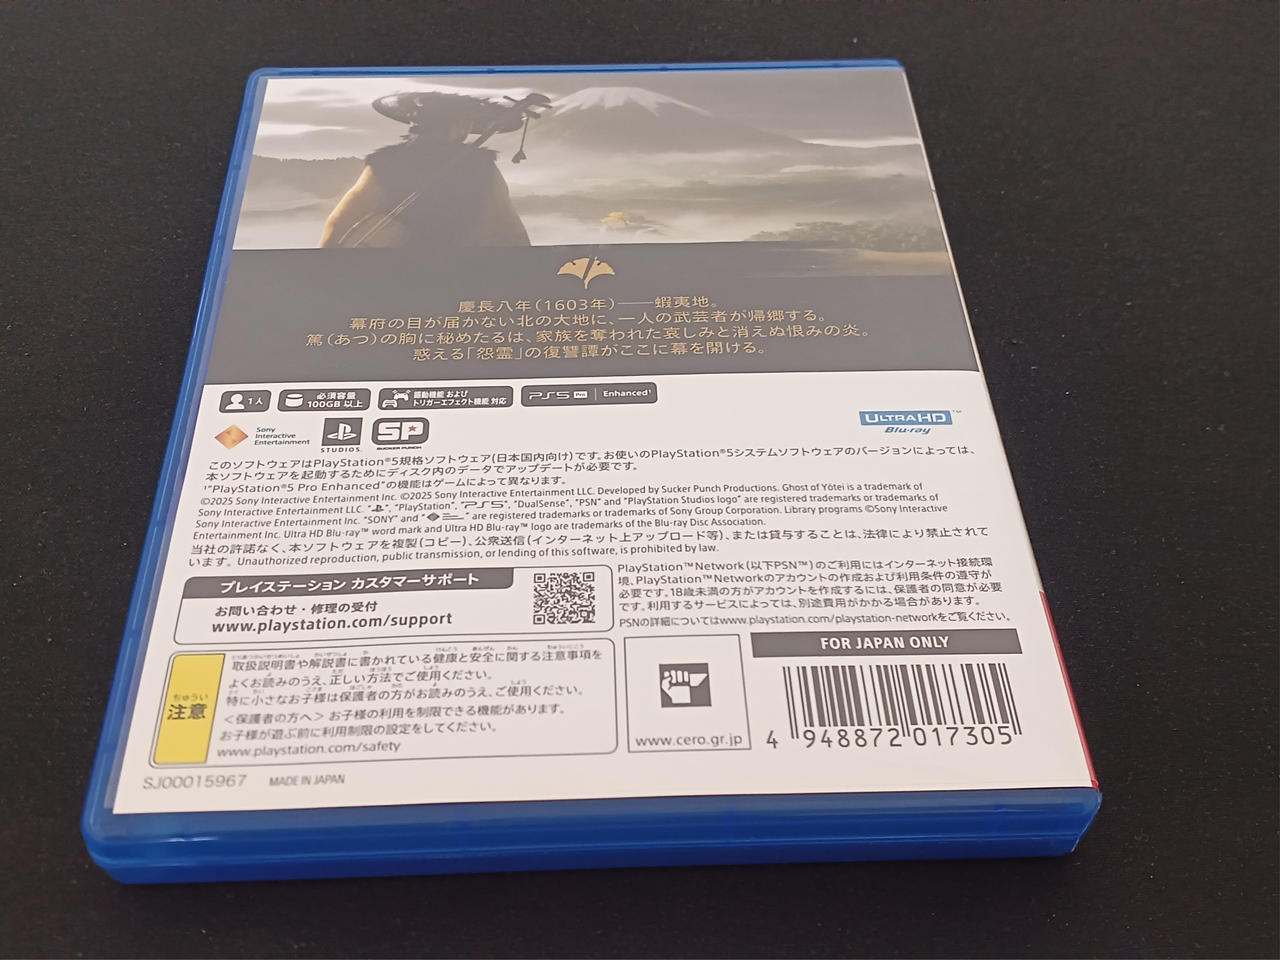 慶長八年(1603年)──蝦夷地。
幕府の目が届かない北の大地に、一人の武芸者が帰郷する。
篤(あつ)の胸に秘めたるは、家族を奪われた哀しみと消えぬ恨みの炎。
惑える「怨霊」の復讐譚がここに幕を開ける。
1人
必須容量
100GB 以上
振動機能 および
トリガーエフェクト機能 対応
PS5 Pro Enhanced¹
Sony
Interactive
Entertainment
STUDIOS
SP
SUCKER PUNCH
ULTRA HD
Blu-ray™
このソフトウェアはPlayStation®5規格ソフトウェア(日本国内向け)です。お使いのPlayStation®5システムソフトウェアのバージョンによっては、
本ソフトウェアを起動するためにディスク内のデータでアップデートが必要です。
¹"PlayStation®5 Pro Enhanced"の機能はゲームによって異なります。
©2025 Sony Interactive Entertainment Inc. ©2025 Sony Interactive Entertainment LLC. Developed by Sucker Punch Productions. Ghost of Yōtei is a trademark of
Sony Interactive Entertainment LLC. " ", "PlayStation", "PS5", "DualSense", "PSN" and "PlayStation Studios logo" are registered trademarks or trademarks of
Sony Interactive Entertainment Inc. "SONY" and " " are registered trademarks or trademarks of Sony Group Corporation. Library programs ©Sony Interactive
Entertainment Inc. Ultra HD Blu-ray™ word mark and Ultra HD Blu-ray™ logo are trademarks of the Blu-ray Disc Association.
当社の許諾なく、本ソフトウェアを複製(コピー)、公衆送信(インターネット上アップロード等)、または貸与することは、法律により禁止されて
います。Unauthorized reproduction, public transmission, or lending of this software, is prohibited by law.
プレイステーション カスタマーサポート
お問い合わせ・修理の受付
www.playstation.com/support
PlayStation™Network(以下PSN™)のご利用にはインターネット接続環
境、PlayStation™Networkのアカウントの作成および利用条件の遵守が
必要です。18歳未満の方がアカウントを作成するには、保護者の同意が必要
です。利用するサービスによっては、別途費用がかかる場合があります。
PSNの詳細についてはwww.playstation.com/playstation-networkをご覧ください。
ちゅうい
注意
取扱説明書や解説書に書かれている健康と安全に関する注意事項を
よくお読みのうえ、正しい方法でご使用ください。
特に小さなお子様は保護者の方がお読みのうえ、ご使用ください。
<保護者の方へ> お子様の利用を制限できる機能があります。
お子様が遊ぶ前に利用制限の設定をしてください。
www.playstation.com/safety
www.cero.gr.jp
FOR JAPAN ONLY
4 948872 017305
SJ00015967 MADE IN JAPAN